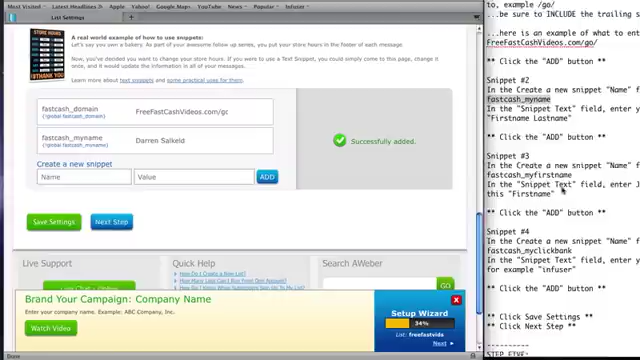 Most Visited
Latest Headlines
Apple
Yahoo!
Google Maps
YouTube
News
Popular
Infuser
List Settings
STORE HOURS
THANK YOU
A real world example of how to use snippets:
Let's say you own a bakery. As part of your awesome follow up series, you put your store hours in the footer of each message.
Now, you've decided you want to change your store hours. If you were to use a Text Snippet, you could simply come to this page, change it
once, and it would update the information in all of your messages.
Learn more about text snippets and some practical uses for them.
fastcash_domain
FreeFastCashVideos.com/gc
{!global fastcash_domain}
fastcash_myname
Darren Salkeld
{!global fastcash_myname}
Successfully added.
Create a new snippet
Name
Value
ADD
Save Settings
Next Step
Live Support
Live Chat - Offline
Quick Help
How Do I Create a New List?
Search AWeber
GO
Brand Your Campaign: Company Name
Enter your company name. Example: ABC Company, Inc.
Watch Video
X
Setup Wizard
34%
List: freefastvide
Next
Done
to, example /go/
...be sure to INCLUDE the trailing s
...here is an example of what to ent
FreeFastCashVideos.com/go/
** Click the "ADD" button **
Snippet #2
In the Create a new snippet "Name" f
fastcash_myname
In the "Snippet Text" field, enter y
"Firstname Lastname"
** Click the "ADD" button **
Snippet #3
In the Create a new snippet "Name" f
fastcash_myfirstname
In the "Snippet Text" field, enter J
this "Firstname"
** Click the "ADD" button **
Snippet #4
In the Create a new snippet "Name" f
fastcash_myclickbank
In the "Snippet Text" field, enter y
for example "infuser"
** Click the "ADD" button **
** Click Save Settings **
** Click Next Step **
----------
STEP FIVE: